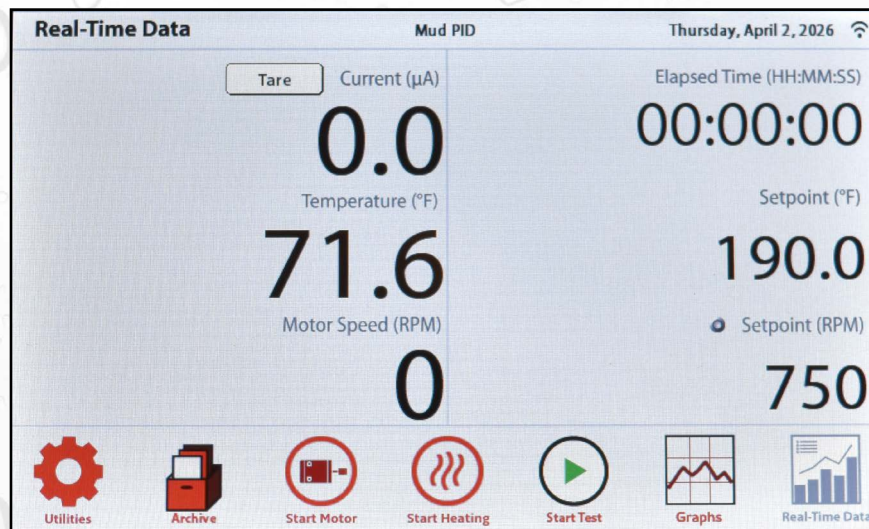 Real-Time Data Mud PID Thursday, April 2, 2026
Tare Current (µA)
0.0
Temperature (°F)
71.6
Motor Speed (RPM)
0
Elapsed Time (HH:MM:SS)
00:00:00
Setpoint (°F)
190.0
Setpoint (RPM)
750
Utilities Archive Start Motor Start Heating Start Test Graphs Real-Time Data